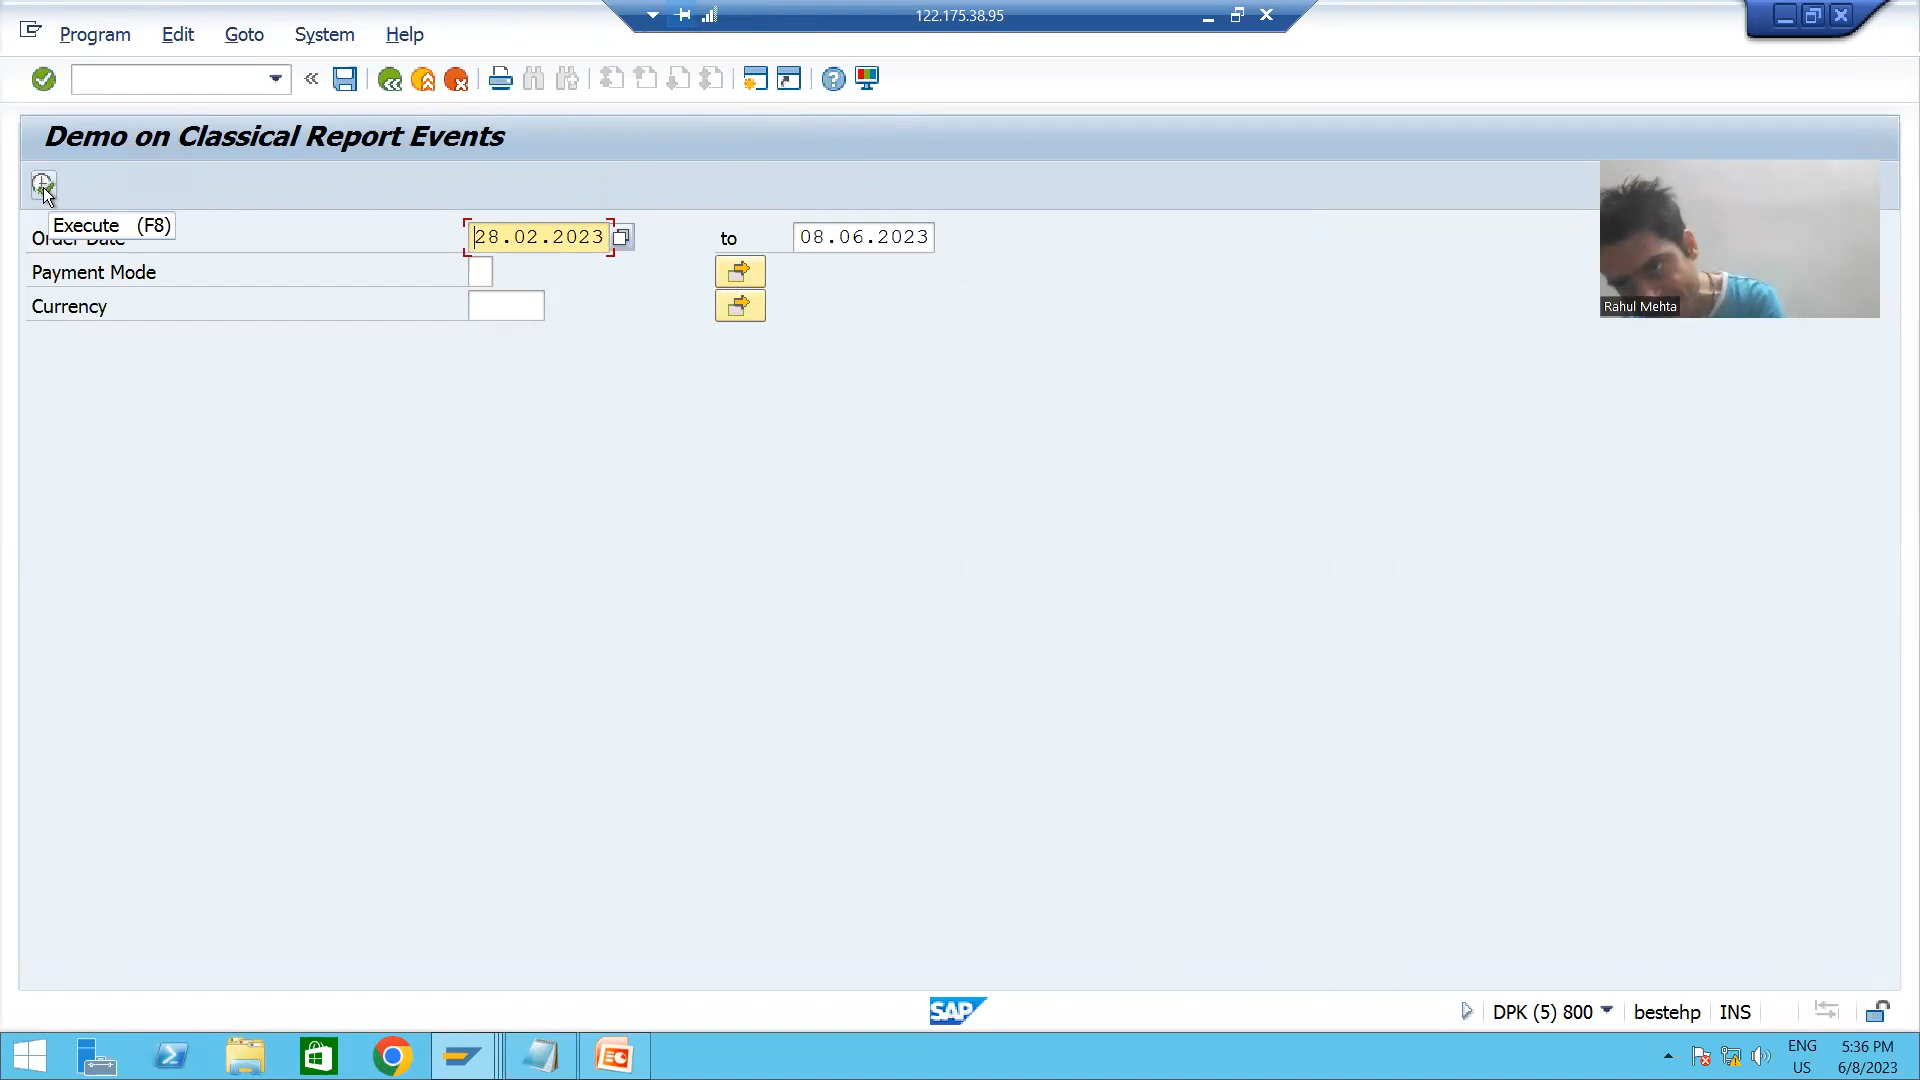 122.175.38.95
Program Edit Goto System Help
Demo on Classical Report Events
Execute (F8)
Order Date 28.02.2023 to 08.06.2023
Payment Mode
Currency
Rahul Mehta
SAP
DPK (5) 800 bestehp INS
ENG 5:36 PM
US 6/8/2023